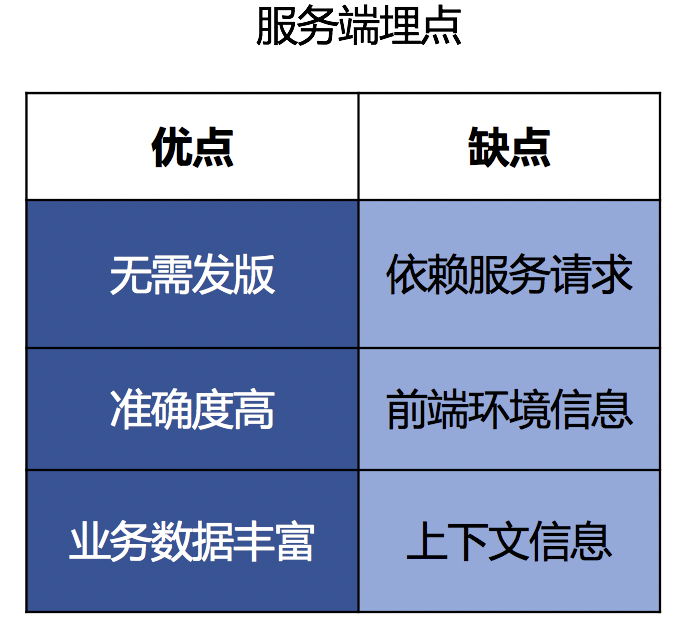 服务端埋点
优点 缺点
无需发版 依赖服务请求
准确度高 前端环境信息
业务数据丰富 上下文信息